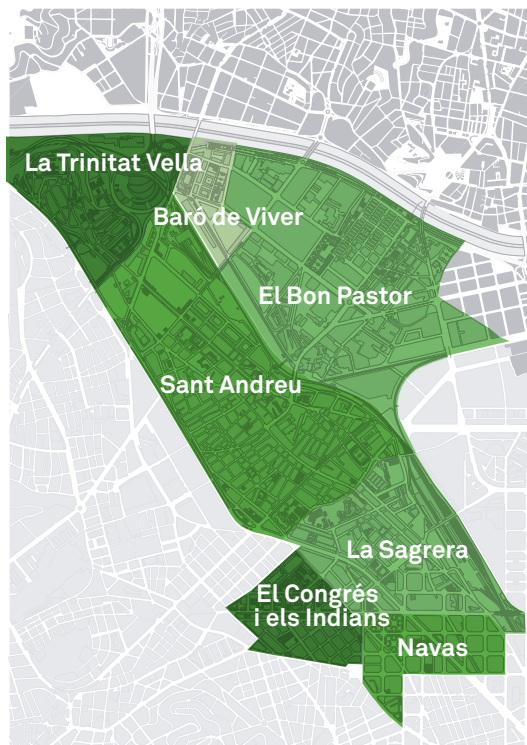 La Trinitat Vella
Baró de Viver
El Bon Pastor
Sant Andreu
La Sagrera
El Congrés
i els Indians
Navas